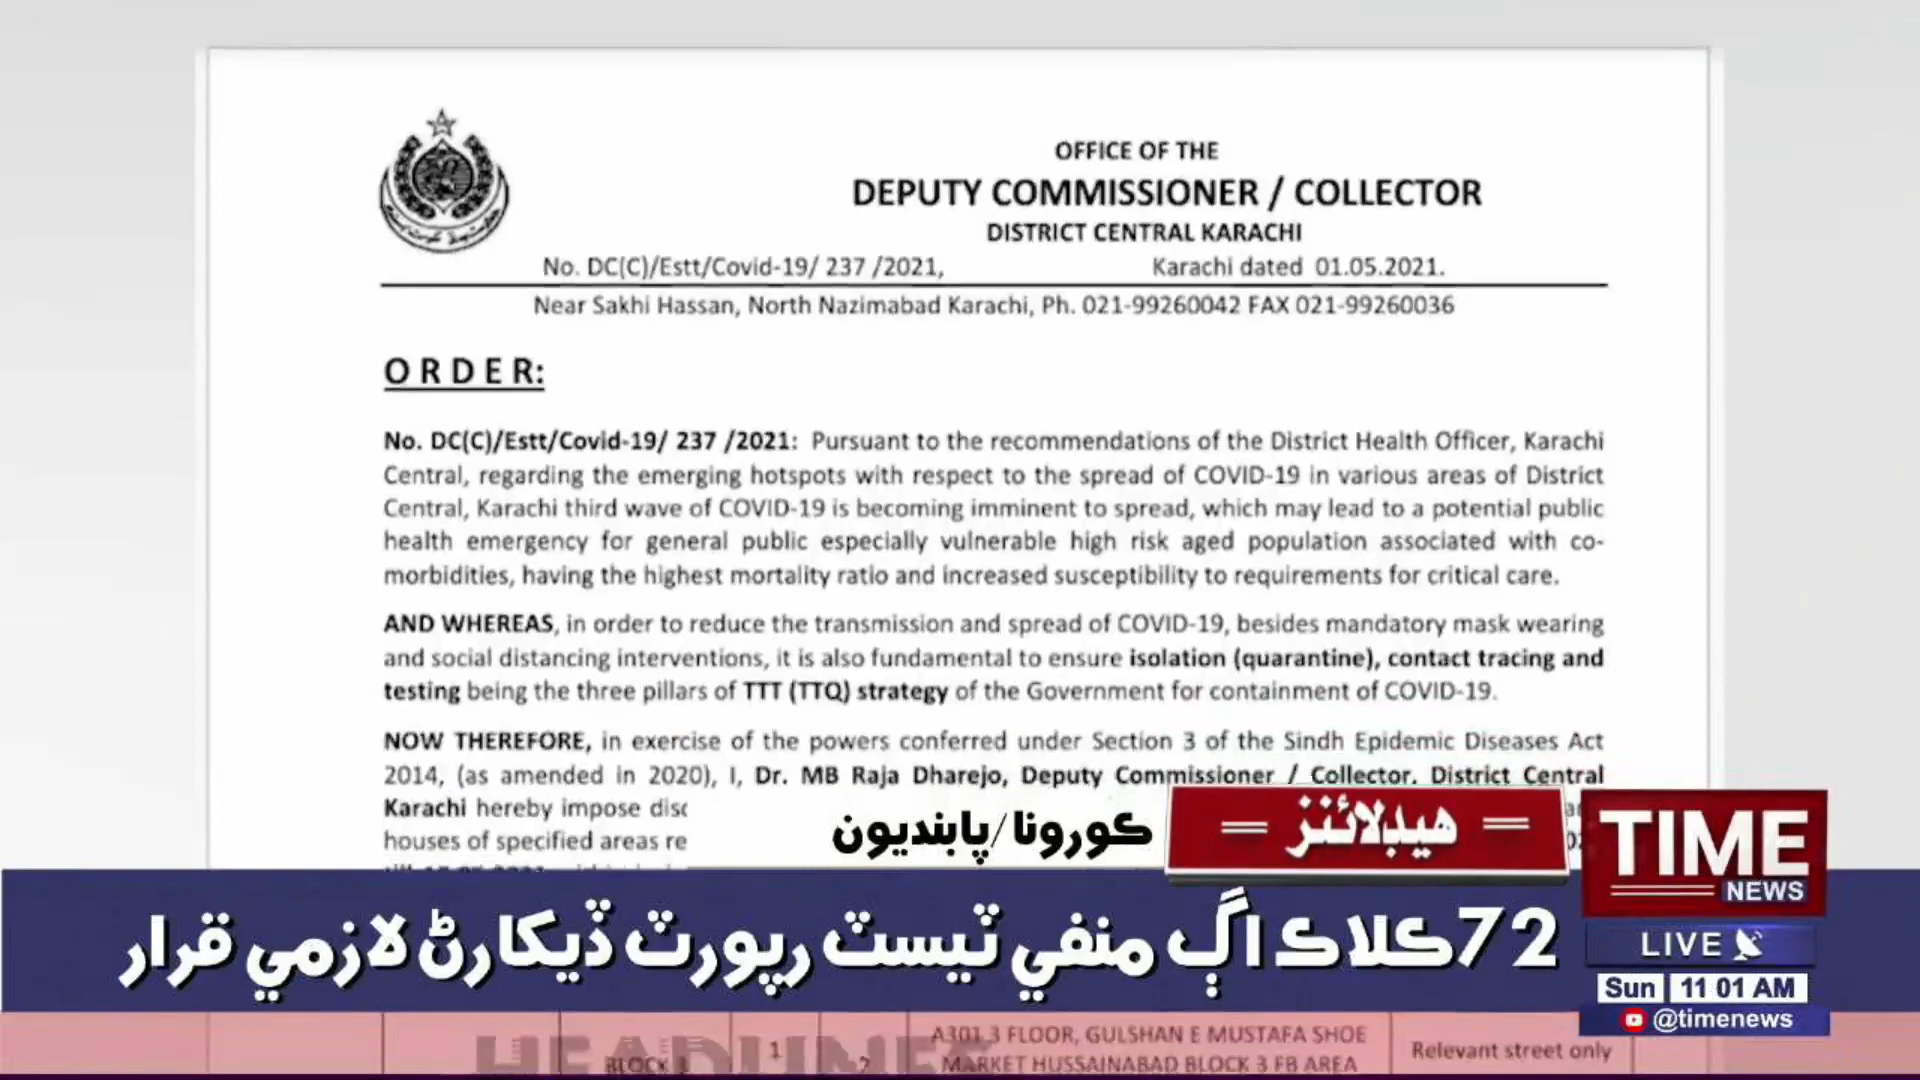 OFFICE OF THE
DEPUTY COMMISSIONER / COLLECTOR
DISTRICT CENTRAL KARACHI
No. DC(C)/Estt/Covid-19/ 237 /2021, Karachi dated 01.05.2021.
Near Sakhi Hassan, North Nazimabad Karachi, Ph. 021-99260042 FAX 021-99260036
ORDER:
No. DC(C)/Estt/Covid-19/ 237 /2021: Pursuant to the recommendations of the District Health Officer, Karachi
Central, regarding the emerging hotspots with respect to the spread of COVID-19 in various areas of District
Central, Karachi third wave of COVID-19 is becoming imminent to spread, which may lead to a potential public
health emergency for general public especially vulnerable high risk aged population associated with co-
morbidities, having the highest mortality ratio and increased susceptibility to requirements for critical care.
AND WHEREAS, in order to reduce the transmission and spread of COVID-19, besides mandatory mask wearing
and social distancing interventions, it is also fundamental to ensure isolation (quarantine), contact tracing and
testing being the three pillars of TTT (TTQ) strategy of the Government for containment of COVID-19.
NOW THEREFORE, in exercise of the powers conferred under Section 3 of the Sindh Epidemic Diseases Act
2014, (as amended in 2020), I, Dr. MB Raja Dharejo, Deputy Commissioner / Collector. District Central
Karachi hereby impose
houses of specified areas
هيڊلائنز
ڪورونا/پابنديون
72 ڪلاڪ اڳ منفي ٽيسٽ رپورٽ ڏيکارڻ لازمي قرار
TIME
NEWS
LIVE
Sun 11 01 AM
@timenews
HEADLINES
BLOCK 3
1
2
A301 3 FLOOR, GULSHAN E MUSTAFA SHOE
MARKET HUSSAINABAD BLOCK 3 FB AREA
Relevant street only